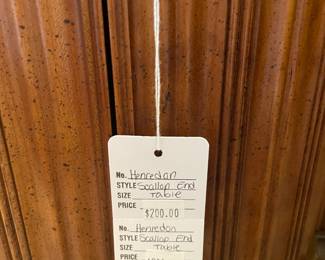 No. Henredon
STYLE Scallop End
SIZE Table
PRICE
$200.00
No. Henredon
STYLE Scallop End
SIZE Table
PRICE